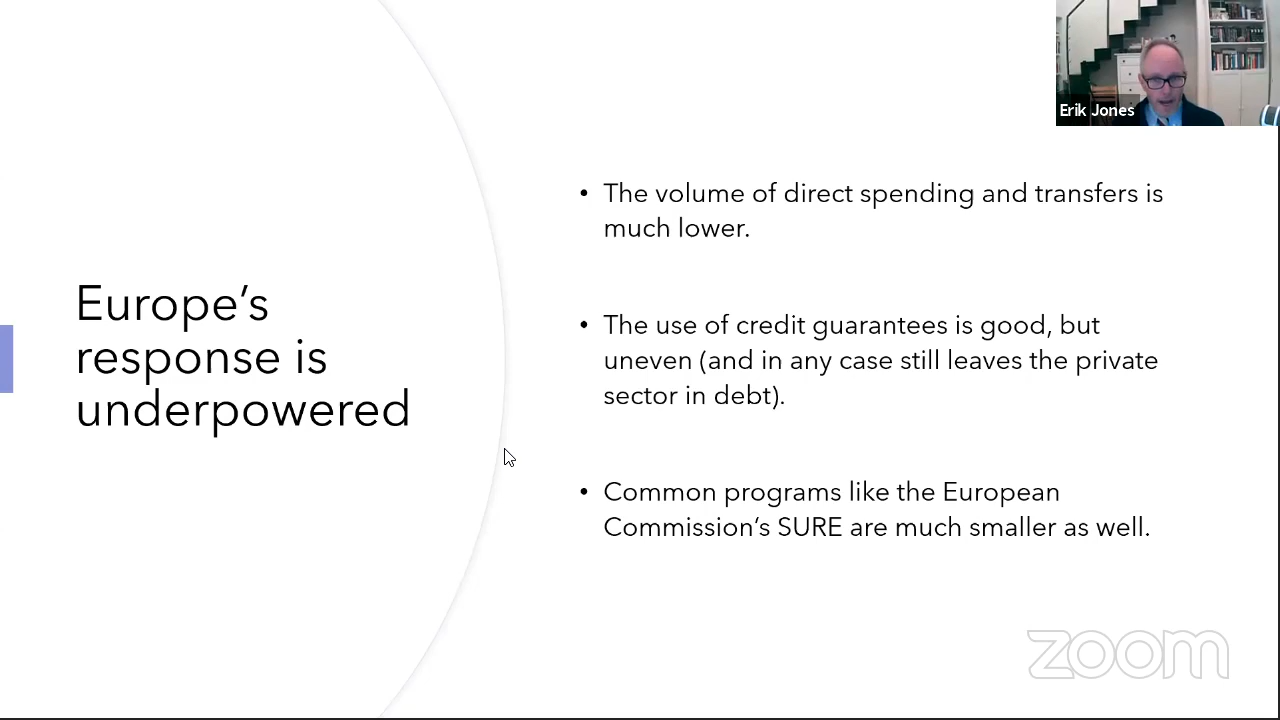 Erik Jones
Europe’s
response is
underpowered
• The volume of direct spending and transfers is
much lower.
• The use of credit guarantees is good, but
uneven (and in any case still leaves the private
sector in debt).
• Common programs like the European
Commission’s SURE are much smaller as well.
zoom